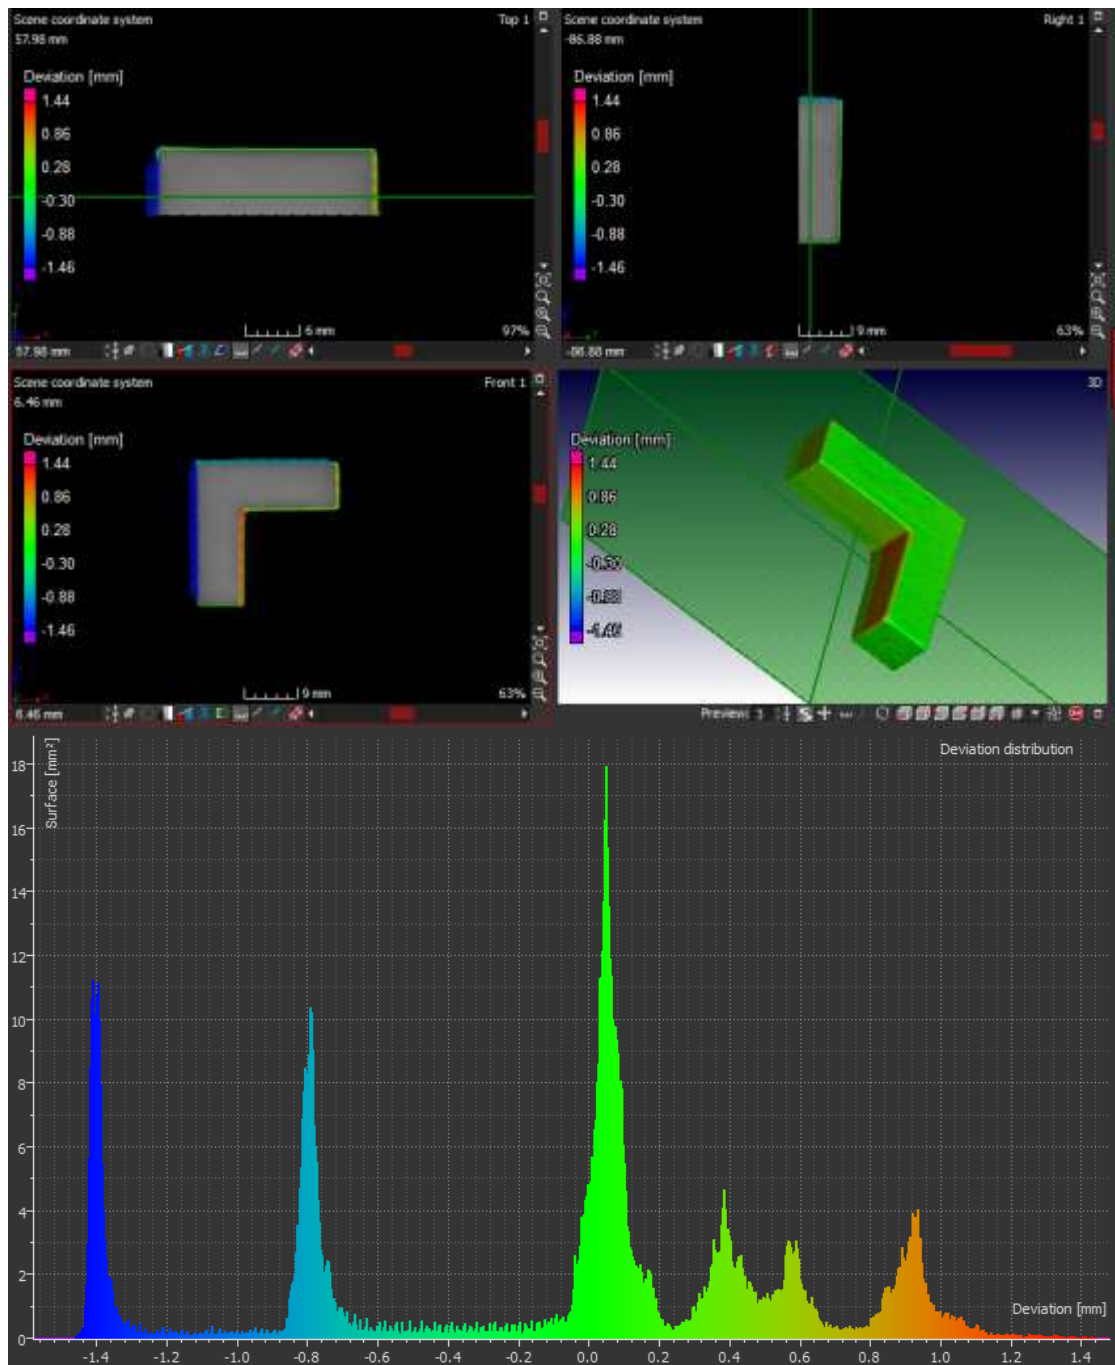 Scene coordinate system
Top 1
57.98 mm
Deviation [mm]
1.44
0.86
0.28
-0.30
-0.88
-1.46
6 mm
97%
57.98 mm
Scene coordinate system
Right 1
-86.88 mm
Deviation [mm]
1.44
0.86
0.28
-0.30
-0.88
-1.46
9 mm
63%
-86.88 mm
Scene coordinate system
Front 1
6.46 mm
Deviation [mm]
1.44
0.86
0.28
-0.30
-0.88
-1.46
9 mm
63%
6.46 mm
3D
Deviation [mm]
1.44
0.86
0.28
-0.30
-0.88
-1.46
Preview: 3
Deviation distribution
Surface [mm²]
18
16
14
12
10
8
6
4
2
0
Deviation [mm]
-1.4 -1.2 -1.0 -0.8 -0.6 -0.4 -0.2 0.0 0.2 0.4 0.6 0.8 1.0 1.2 1.4